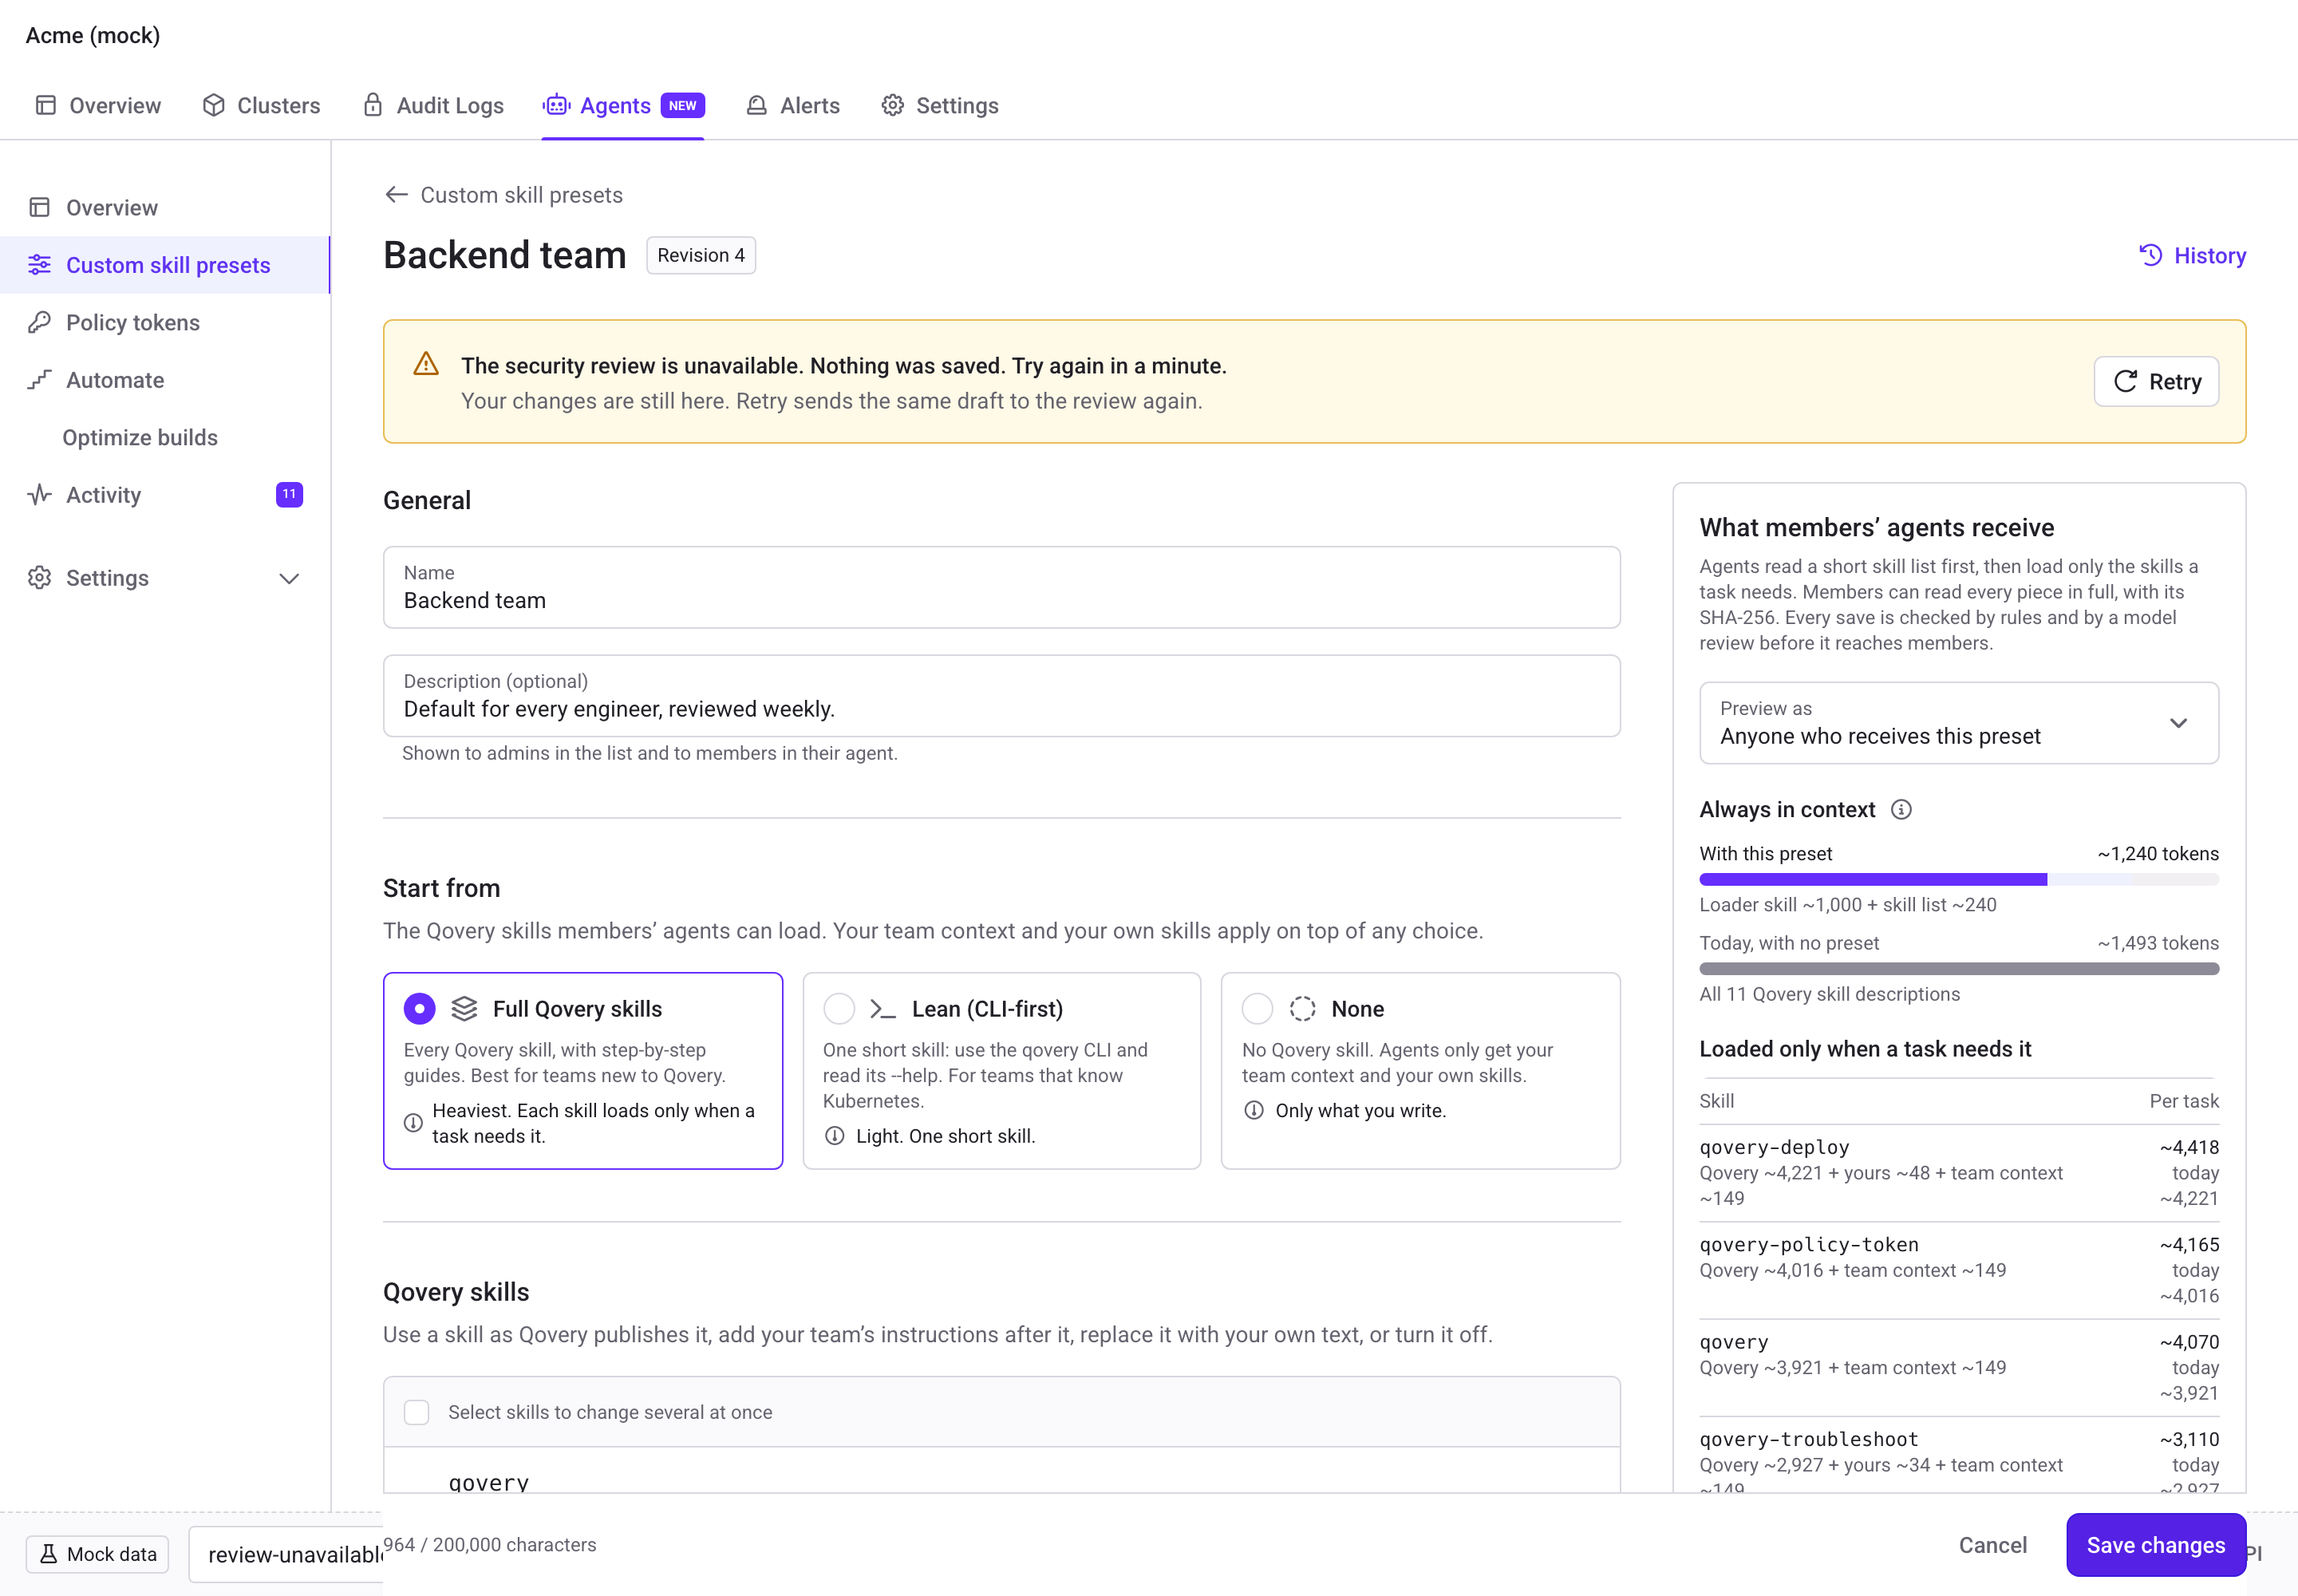 Acme (mock)
Overview
Clusters
Audit Logs
Agents NEW
Alerts
Settings
Overview
Custom skill presets
Policy tokens
Automate
Optimize builds
Activity 11
Settings
Custom skill presets
Backend team Revision 4
History
The security review is unavailable. Nothing was saved. Try again in a minute.
Your changes are still here. Retry sends the same draft to the review again.
Retry
General
Name
Backend team
Description (optional)
Default for every engineer, reviewed weekly.
Shown to admins in the list and to members in their agent.
Start from
The Qovery skills members’ agents can load. Your team context and your own skills apply on top of any choice.
Full Qovery skills
Every Qovery skill, with step-by-step
guides. Best for teams new to Qovery.
Heaviest. Each skill loads only when a
task needs it.
Lean (CLI-first)
One short skill: use the qovery CLI and
read its --help. For teams that know
Kubernetes.
Light. One short skill.
None
No Qovery skill. Agents only get your
team context and your own skills.
Only what you write.
Qovery skills
Use a skill as Qovery publishes it, add your team’s instructions after it, replace it with your own text, or turn it off.
Select skills to change several at once
qovery
What members’ agents receive
Agents read a short skill list first, then load only the skills a
task needs. Members can read every piece in full, with its
SHA-256. Every save is checked by rules and by a model
review before it reaches members.
Preview as
Anyone who receives this preset
Always in context
With this preset ~1,240 tokens
Loader skill ~1,000 + skill list ~240
Today, with no preset ~1,493 tokens
All 11 Qovery skill descriptions
Loaded only when a task needs it
Skill Per task
qovery-deploy ~4,418
Qovery ~4,221 + yours ~48 + team context today
~149 ~4,221
qovery-policy-token ~4,165
Qovery ~4,016 + team context ~149 today
~4,016
qovery ~4,070
Qovery ~3,921 + team context ~149 today
~3,921
qovery-troubleshoot ~3,110
Qovery ~2,927 + yours ~34 + team context today
~149 ~2,927
Mock data
review-unavailable
964 / 200,000 characters
Cancel
Save changes
PI